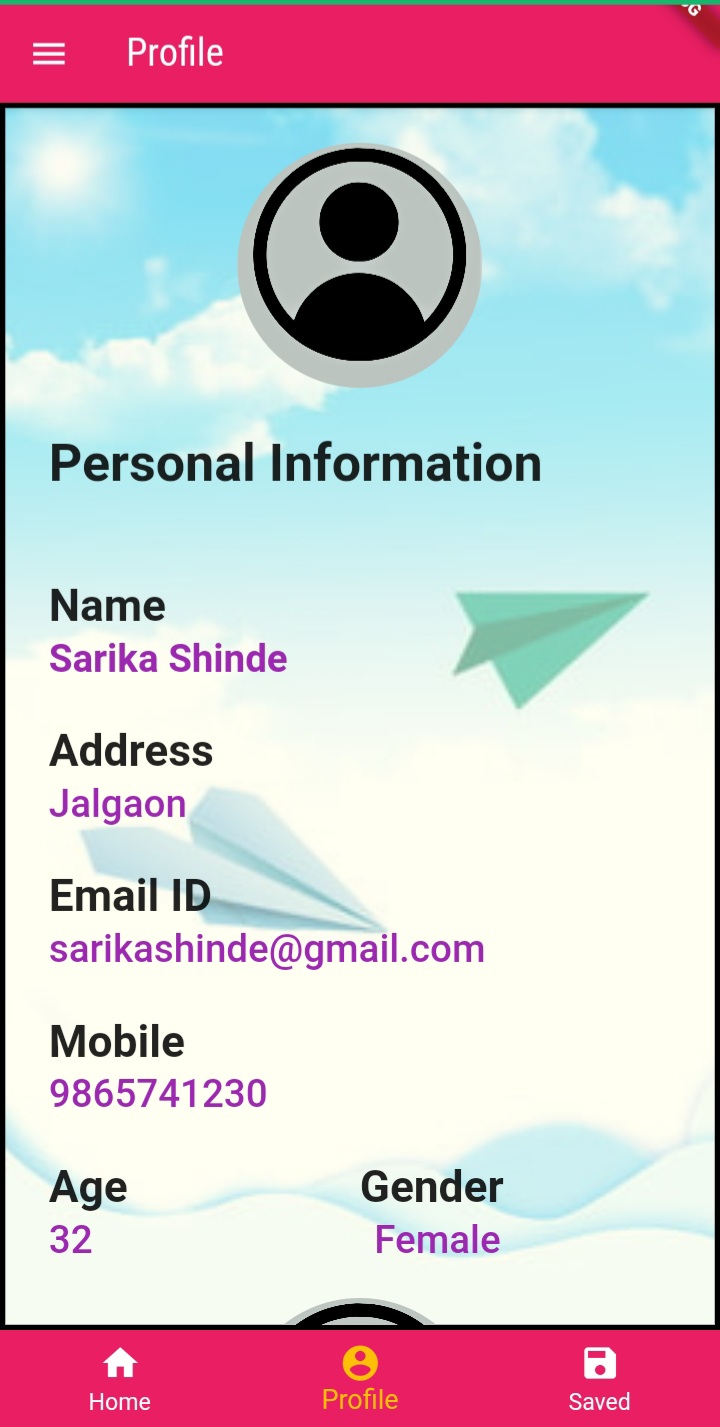 Profile
Personal Information
Name
Sarika Shinde
Address
Jalgaon
Email ID
sarikashinde@gmail.com
Mobile
9865741230
Age Gender
32 Female
Home Profile Saved